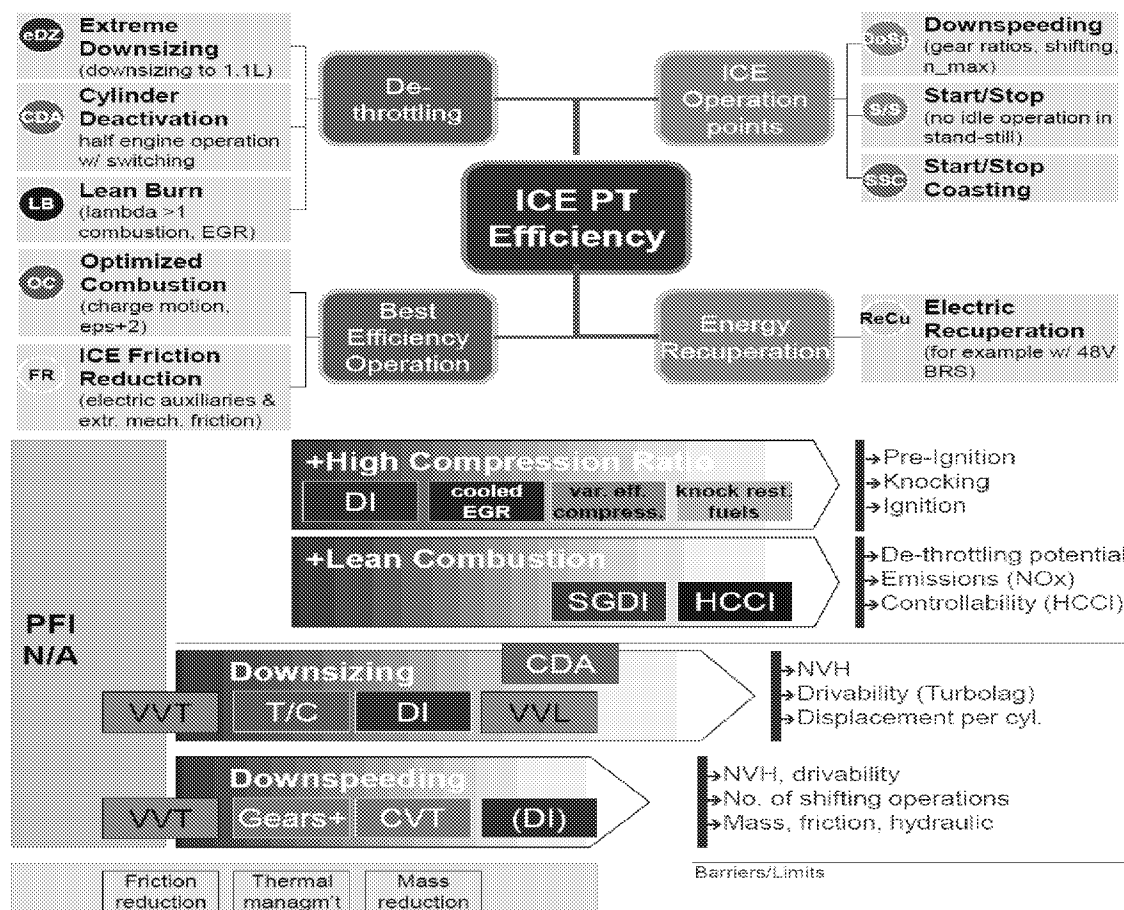 eDZ
Extreme
Downsizing
(downsizing to 1.1L)
CDA
Cylinder
Deactivation
half engine operation
w/ switching
LB
Lean Burn
(lambda >1
combustion, EGR)
OC
Optimized
Combustion
(charge motion,
eps+2)
FR
ICE Friction
Reduction
(electric auxiliaries &
extr. mech. friction)
De-
throttling
ICE
Operation
points
ICE PT
Efficiency
Best
Efficiency
Operation
Energy
Recuperation
DoSp
Downspeeding
(gear ratios, shifting,
n_max)
S/S
Start/Stop
(no idle operation in
stand-still)
SSC
Start/Stop
Coasting
ReCu
Electric
Recuperation
(for example w/ 48V
BRS)
PFI
N/A
+High Compression Ratio
DI
cooled
EGR
var. eff.
compress.
knock rest.
fuels
→Pre-Ignition
→Knocking
→Ignition
+Lean Combustion
SGDI
HCCI
→De-throttling potential
→Emissions (NOx)
→Controllability (HCCI)
Downsizing
CDA
VVT
T/C
DI
VVL
→NVH
→Drivability (Turbolag)
→Displacement per cyl.
Downspeeding
VVT
Gears+
CVT
(DI)
→NVH, drivability
→No. of shifting operations
→Mass, friction, hydraulic
Barriers/Limits
Friction
reduction
Thermal
managm't
Mass
reduction